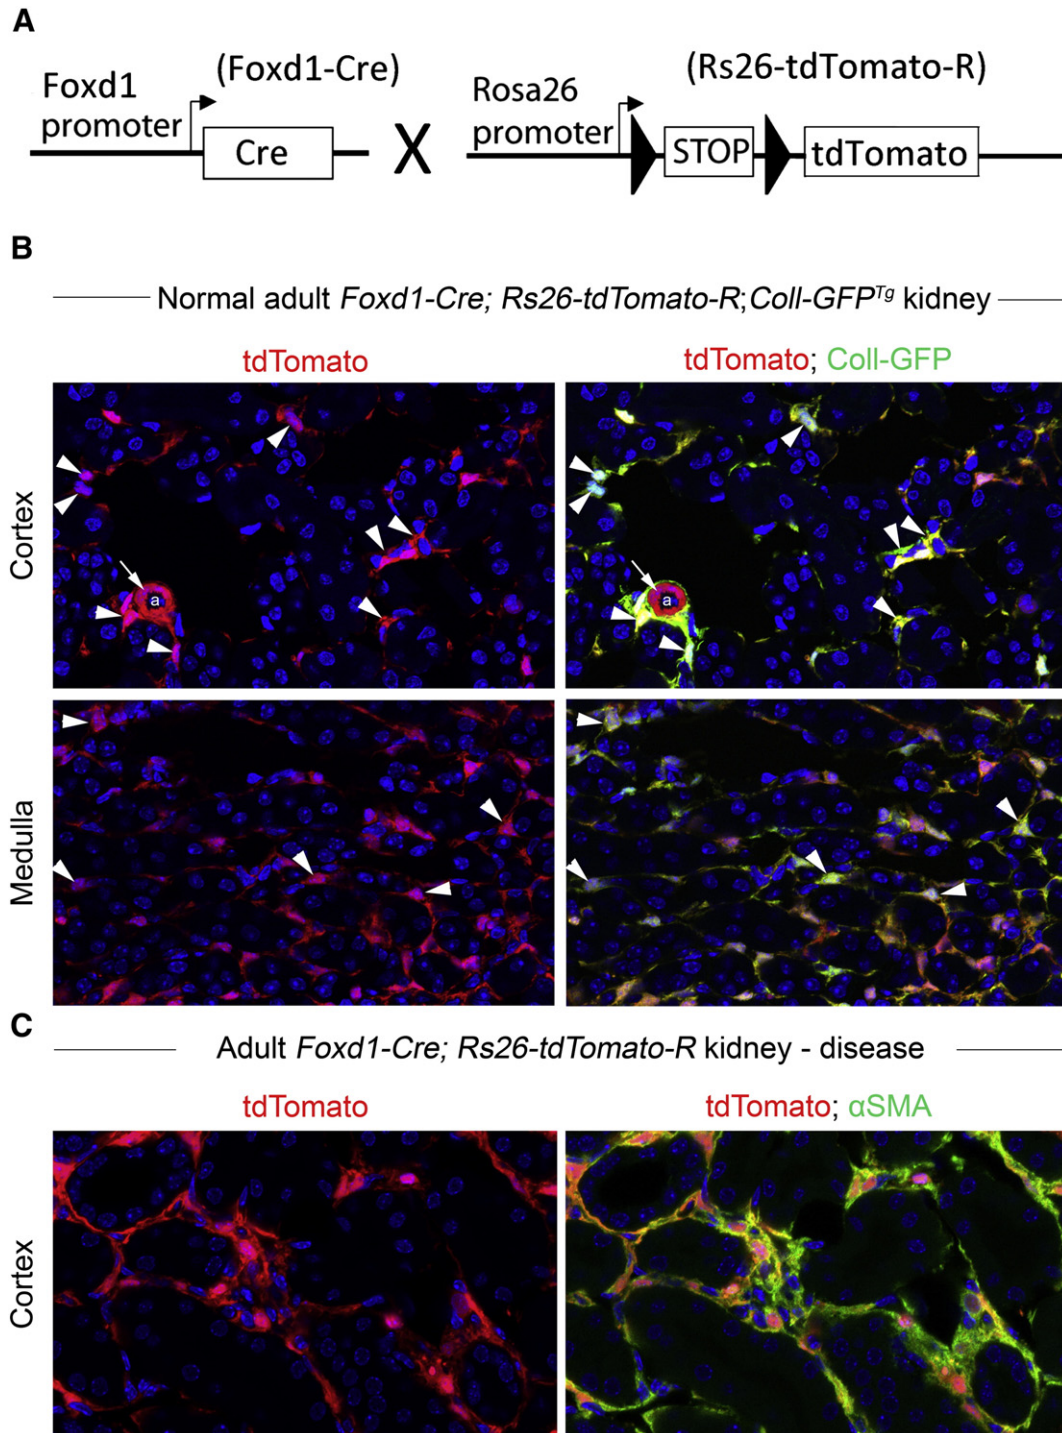 A
Foxd1
promoter
(Foxd1-Cre)
Cre
X
Rosa26
promoter
(Rs26-tdTomato-R)
STOP
tdTomato
B
Normal adult Foxd1-Cre; Rs26-tdTomato-R;Coll-GFPTg kidney
tdTomato
tdTomato; Coll-GFP
Cortex
a
a
Medulla
C
Adult Foxd1-Cre; Rs26-tdTomato-R kidney - disease
tdTomato
tdTomato; αSMA
Cortex